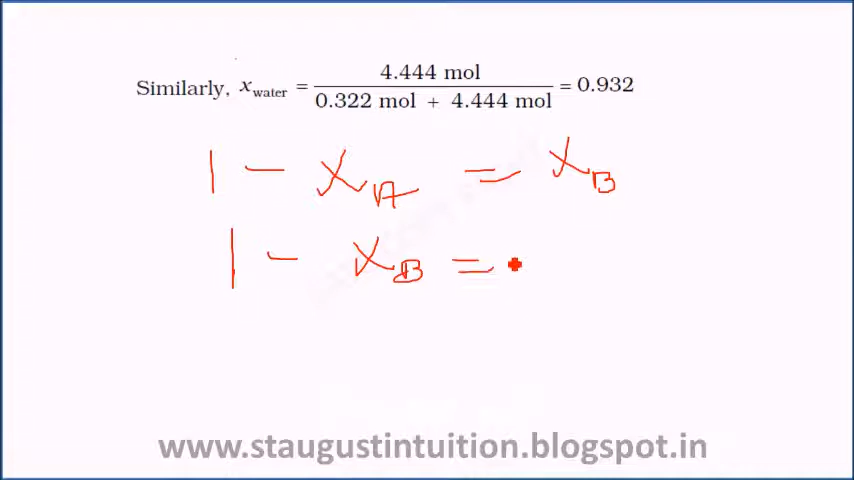 Similarly, x_water = 4.444 mol / 0.322 mol + 4.444 mol = 0.932
1 - x_A = x_B
1 - x_B =
www.staugustintuition.blogspot.in